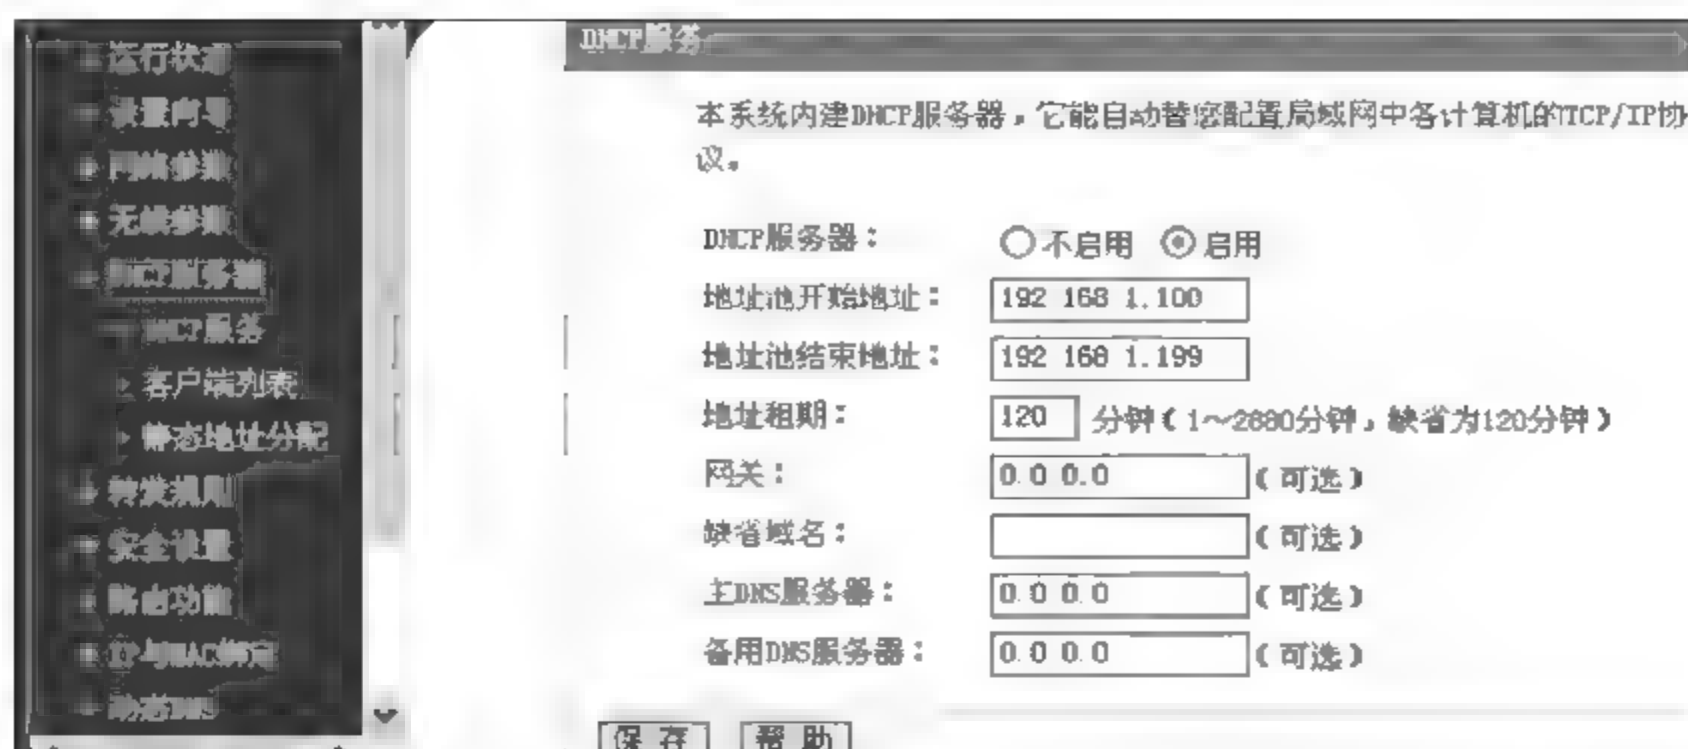 运行状态
设置向导
网络参数
无线参数
DHCP服务器
DHCP服务
客户端列表
静态地址分配
转发规则
安全设置
路由功能
IP与MAC绑定
动态DNS
DHCP服务
本系统内建DHCP服务器，它能自动替您配置局域网中各计算机的TCP/IP协
议。
DHCP服务器： 不启用 启用
地址池开始地址： 192 168 1.100
地址池结束地址： 192 168 1.199
地址租期： 120 分钟（1～2880分钟，缺省为120分钟）
网关： 0.0 0.0 （可选）
缺省域名： （可选）
主DNS服务器： 0.0 0.0 （可选）
备用DNS服务器： 0.0 0.0 （可选）
保 存 帮 助